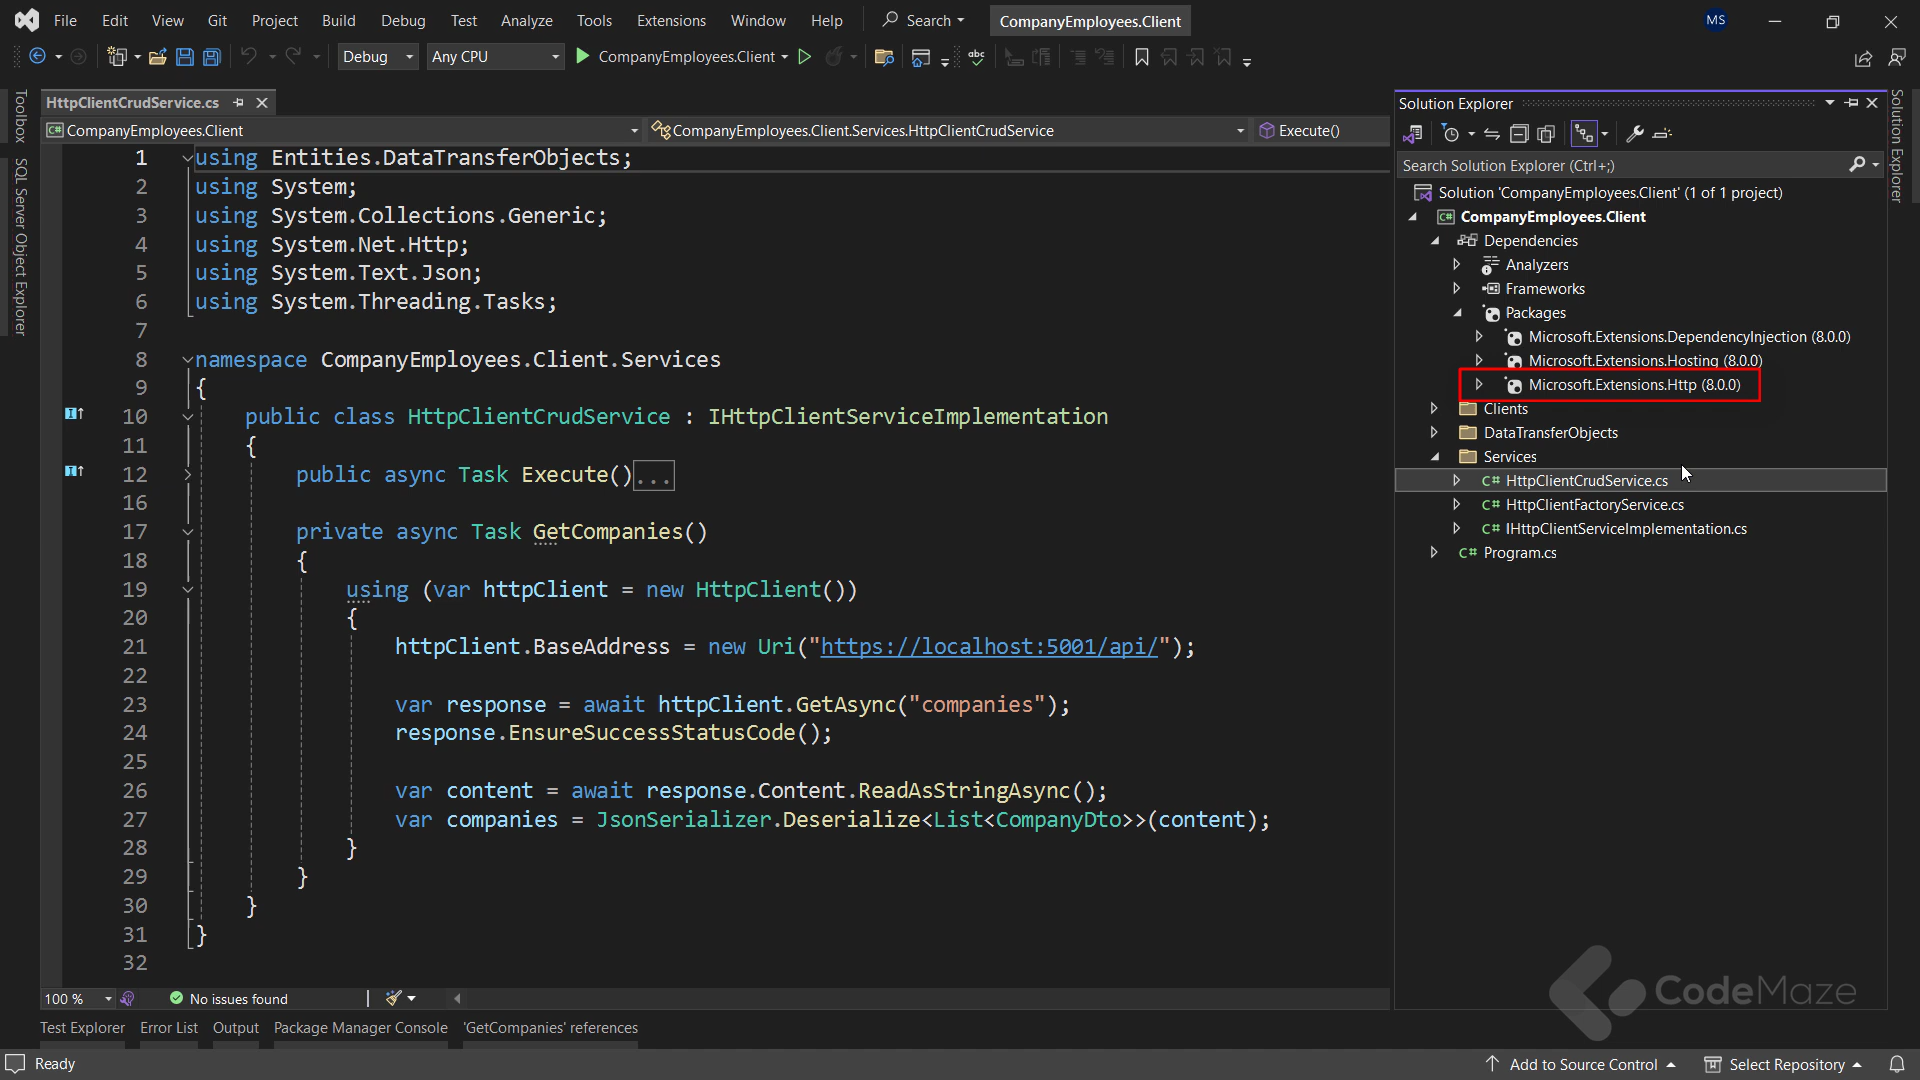 File Edit View Git Project Build Debug Test Analyze Tools Extensions Window Help Search CompanyEmployees.Client MS
Debug Any CPU CompanyEmployees.Client abc
Toolbox
SQL Server Object Explorer
HttpClientCrudService.cs
CompanyEmployees.Client CompanyEmployees.Client.Services.HttpClientCrudService Execute()
1 using Entities.DataTransferObjects;
2 using System;
3 using System.Collections.Generic;
4 using System.Net.Http;
5 using System.Text.Json;
6 using System.Threading.Tasks;
7
8 namespace CompanyEmployees.Client.Services
9 {
10 public class HttpClientCrudService : IHttpClientServiceImplementation
11 {
12 public async Task Execute()...
16
17 private async Task GetCompanies()
18 {
19 using (var httpClient = new HttpClient())
20 {
21 httpClient.BaseAddress = new Uri("https://localhost:5001/api/");
22
23 var response = await httpClient.GetAsync("companies");
24 response.EnsureSuccessStatusCode();
25
26 var content = await response.Content.ReadAsStringAsync();
27 var companies = JsonSerializer.Deserialize<List<CompanyDto>>(content);
28 }
29 }
30 }
31 }
32
100 % No issues found
Solution Explorer
Search Solution Explorer (Ctrl+;)
Solution 'CompanyEmployees.Client' (1 of 1 project)
C# CompanyEmployees.Client
Dependencies
Analyzers
Frameworks
Packages
Microsoft.Extensions.DependencyInjection (8.0.0)
Microsoft.Extensions.Hosting (8.0.0)
Microsoft.Extensions.Http (8.0.0)
Clients
DataTransferObjects
Services
C# HttpClientCrudService.cs
C# HttpClientFactoryService.cs
C# IHttpClientServiceImplementation.cs
C# Program.cs
Solution Explorer
CodeMaze
Test Explorer Error List Output Package Manager Console 'GetCompanies' references
Ready Add to Source Control Select Repository